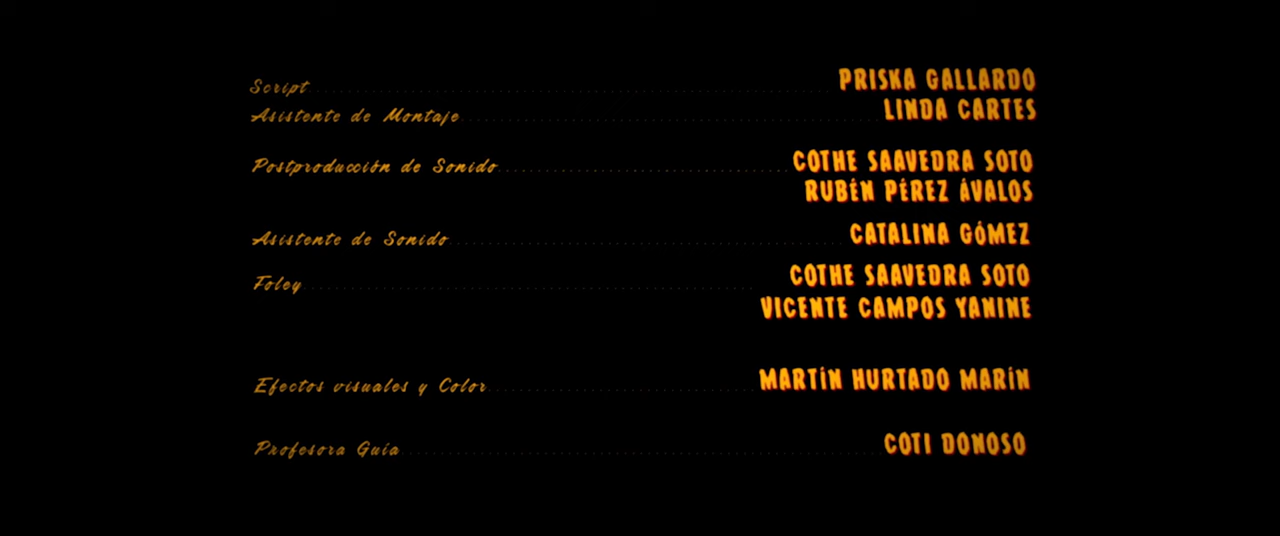 Script PRISKA GALLARDO
Asistente de Montaje LINDA CARTES
Postproducción de Sonido COTHE SAAVEDRA SOTO
RUBÉN PÉREZ ÁVALOS
Asistente de Sonido CATALINA GÓMEZ
Foley COTHE SAAVEDRA SOTO
VICENTE CAMPOS YANINE
Efectos visuales y Color MARTÍN HURTADO MARÍN
Profesora Guía COTI DONOSO